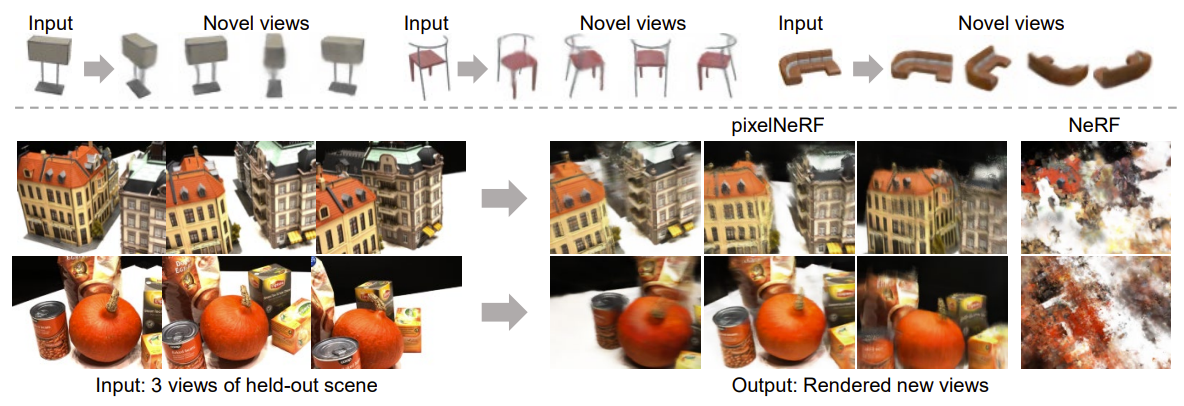 Input
Novel views
Input
Novel views
Input
Novel views
pixelNeRF
NeRF
Input: 3 views of held-out scene
Output: Rendered new views